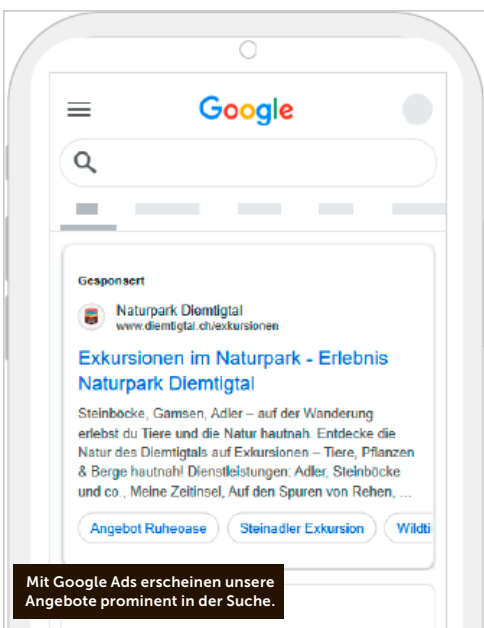 Google
Gesponsert
Naturpark Diemtigtal
www.diemtigtal.ch/exkursionen
Exkursionen im Naturpark - Erlebnis
Naturpark Diemtigtal
Steinböcke, Gämsen, Adler – auf der Wanderung
erlebst du Tiere und die Natur hautnah. Entdecke die
Natur des Diemtigtals auf Exkursionen – Tiere, Pflanzen
& Berge hautnah! Dienstleistungen: Adler, Steinböcke
und co., Meine Zeitinsel, Auf den Spuren von Rehen, ...
Angebot Ruheoase Steinadler Exkursion Wildti
Mit Google Ads erscheinen unsere
Angebote prominent in der Suche.